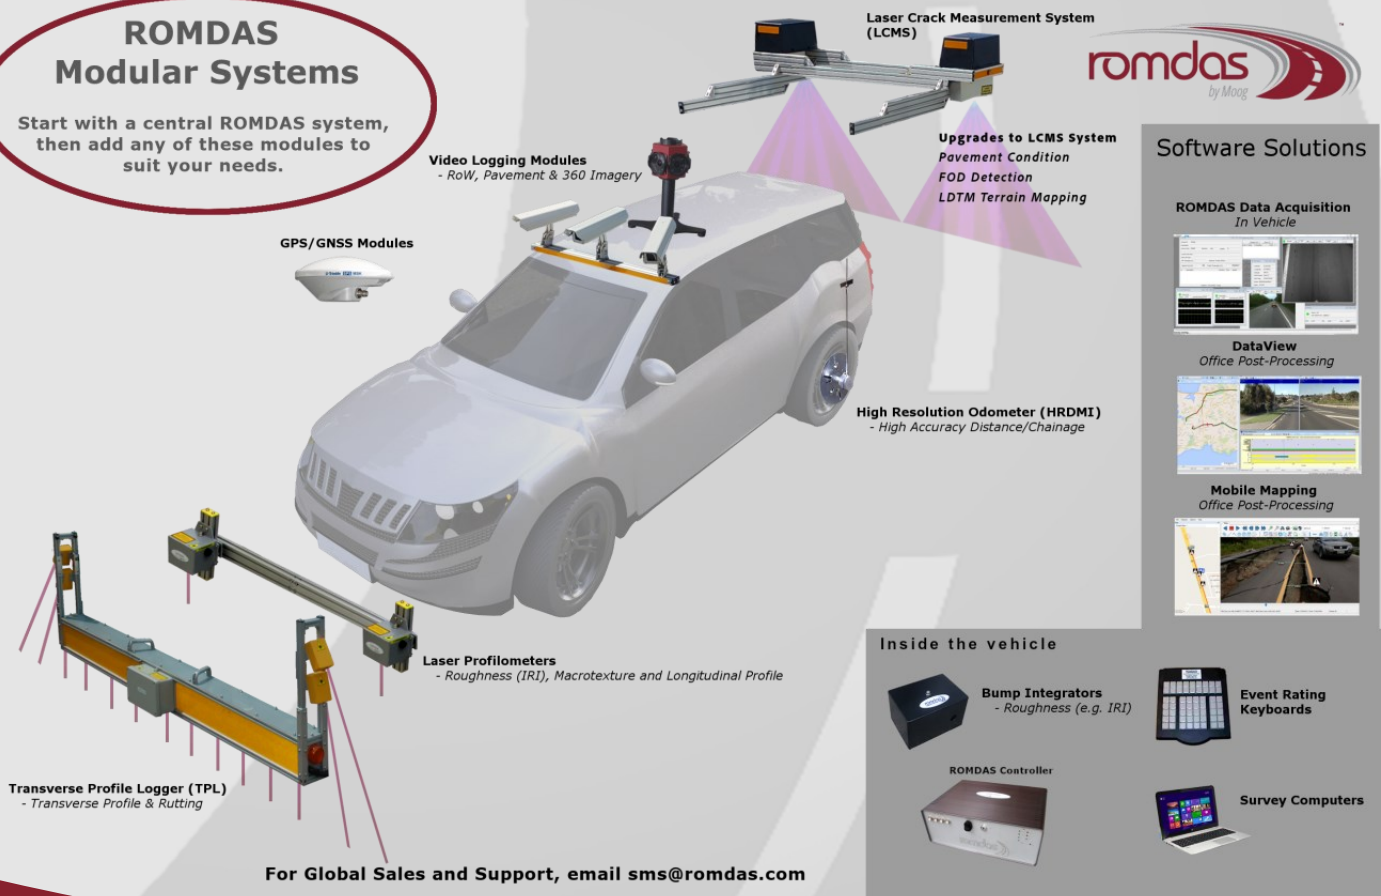 ROMDAS
Modular Systems
Start with a central ROMDAS system,
then add any of these modules to
suit your needs.
Laser Crack Measurement System
(LCMS)
romdas
by Moog
Upgrades to LCMS System
Pavement Condition
FOD Detection
LDTM Terrain Mapping
Video Logging Modules
- RoW, Pavement & 360 Imagery
GPS/GNSS Modules
High Resolution Odometer (HRDMI)
- High Accuracy Distance/Chainage
Laser Profilometers
- Roughness (IRI), Macrotexture and Longitudinal Profile
Transverse Profile Logger (TPL)
- Transverse Profile & Rutting
Software Solutions
ROMDAS Data Acquisition
In Vehicle
DataView
Office Post-Processing
Mobile Mapping
Office Post-Processing
Inside the vehicle
Bump Integrators
- Roughness (e.g. IRI)
Event Rating
Keyboards
ROMDAS Controller
romdas
Survey Computers
For Global Sales and Support, email sms@romdas.com